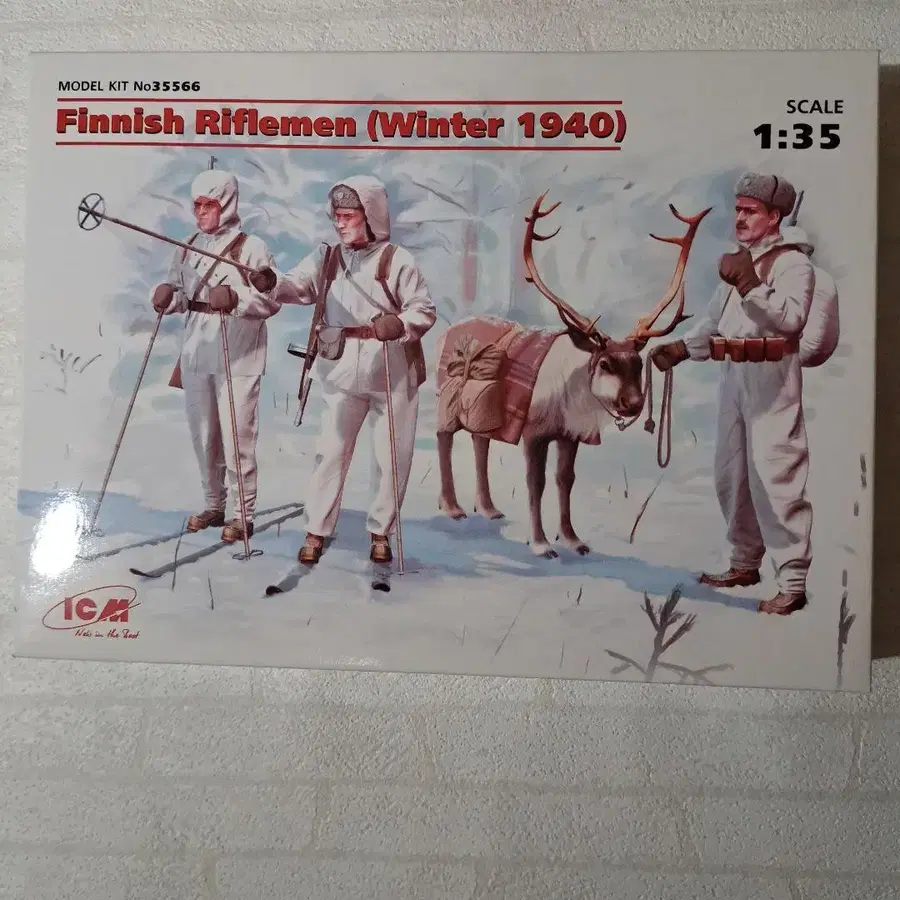 MODEL KIT No35566
Finnish Riflemen (Winter 1940)
SCALE
1:35
ICM